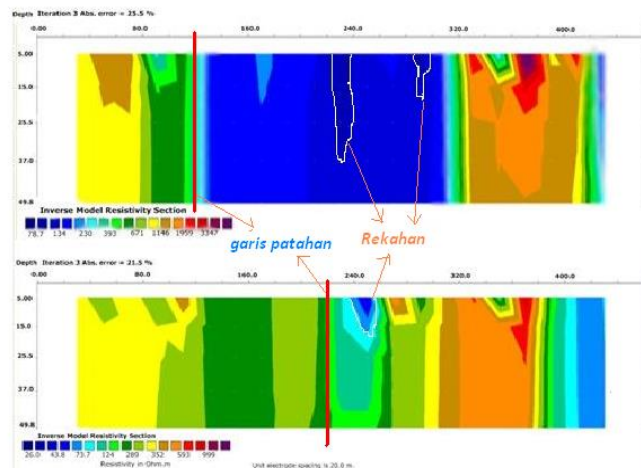 Depth Iteration 3 Abs. error = 25.5 %
0.00 80.0 160.0 240.0 320.0 400.0
5.00
15.0
25.5
37.0
49.8
Inverse Model Resistivity Section
78.7 134 230 393 671 1146 1959 3347
garis patahan
Rekahan
Depth Iteration 3 Abs. error = 21.5 %
0.00 80.0 160.0 240.0 320.0 400.0
5.00
15.0
25.5
37.0
49.8
Inverse Model Resistivity Section
26.0 43.8 73.7 124 209 352 593 999
Resistivity in Ohm.m
Unit electrode spacing is 20.0 m.